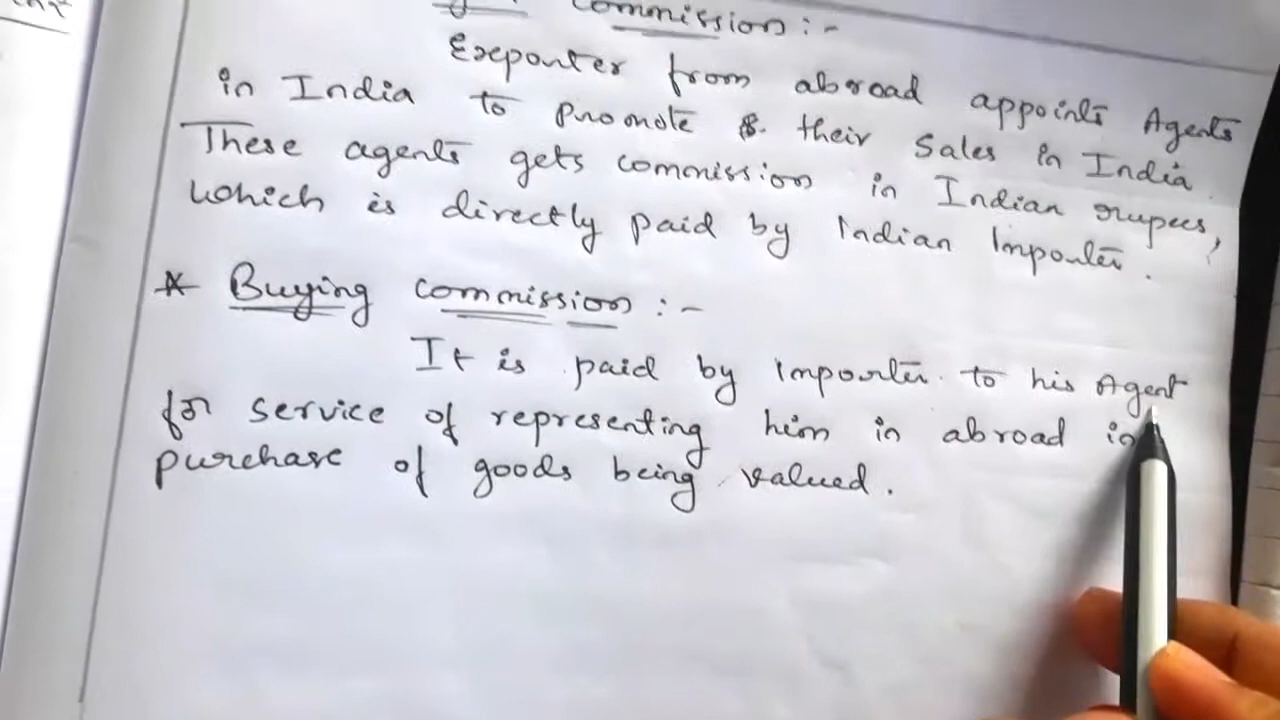 commission :-
Exporter from abroad appoints Agents
in India to promote & their Sales in India.
These agents gets commission in Indian rupees,
which is directly paid by Indian Importer.
* Buying commission :-
It is paid by importer to his Agent
for service of representing him in abroad in
purchase of goods being valued.